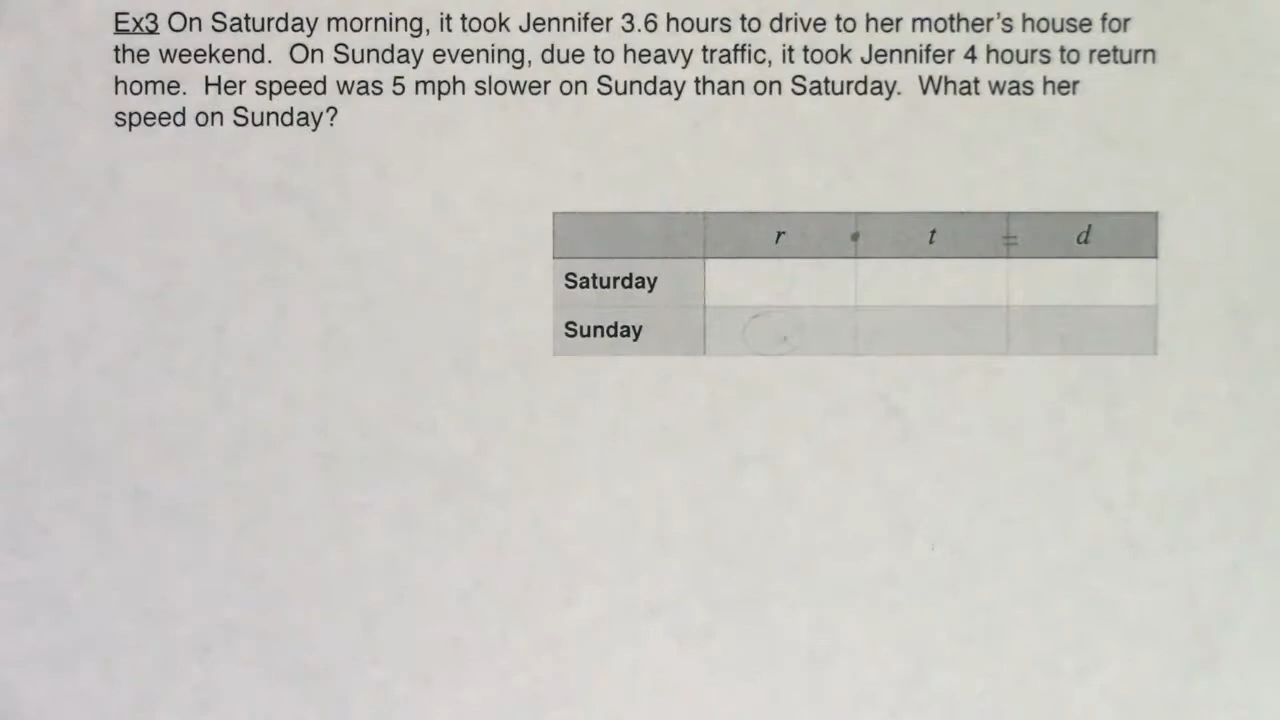 Ex3 On Saturday morning, it took Jennifer 3.6 hours to drive to her mother's house for
the weekend. On Sunday evening, due to heavy traffic, it took Jennifer 4 hours to return
home. Her speed was 5 mph slower on Sunday than on Saturday. What was her
speed on Sunday?
r • t = d
Saturday
Sunday